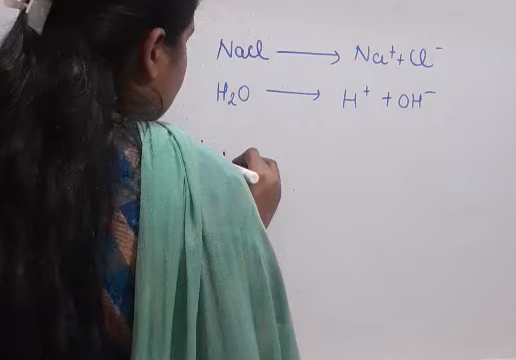 NaCl ⟶ Na⁺ + Cl⁻
H₂O ⟶ H⁺ + OH⁻